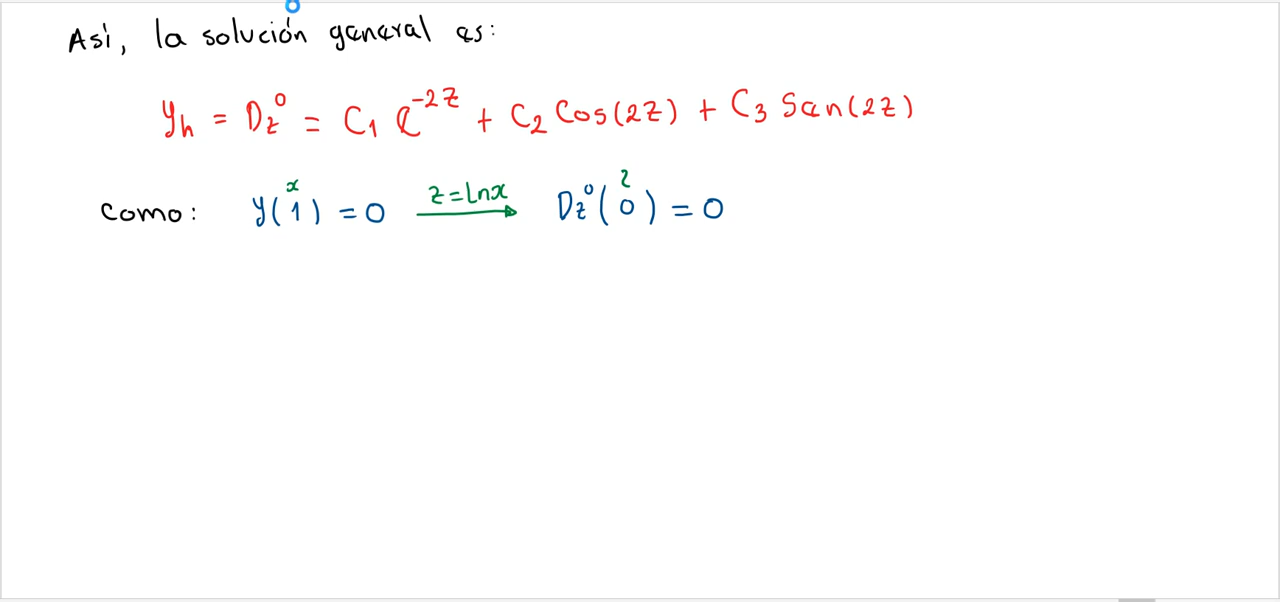 Así, la solución general es:
Yh = Dz⁰ = C₁ e^-2z + C₂ Cos(2z) + C₃ Sen(2z)
x z = Lnx z
Como: Y(1) = 0 → Dz⁰(0) = 0